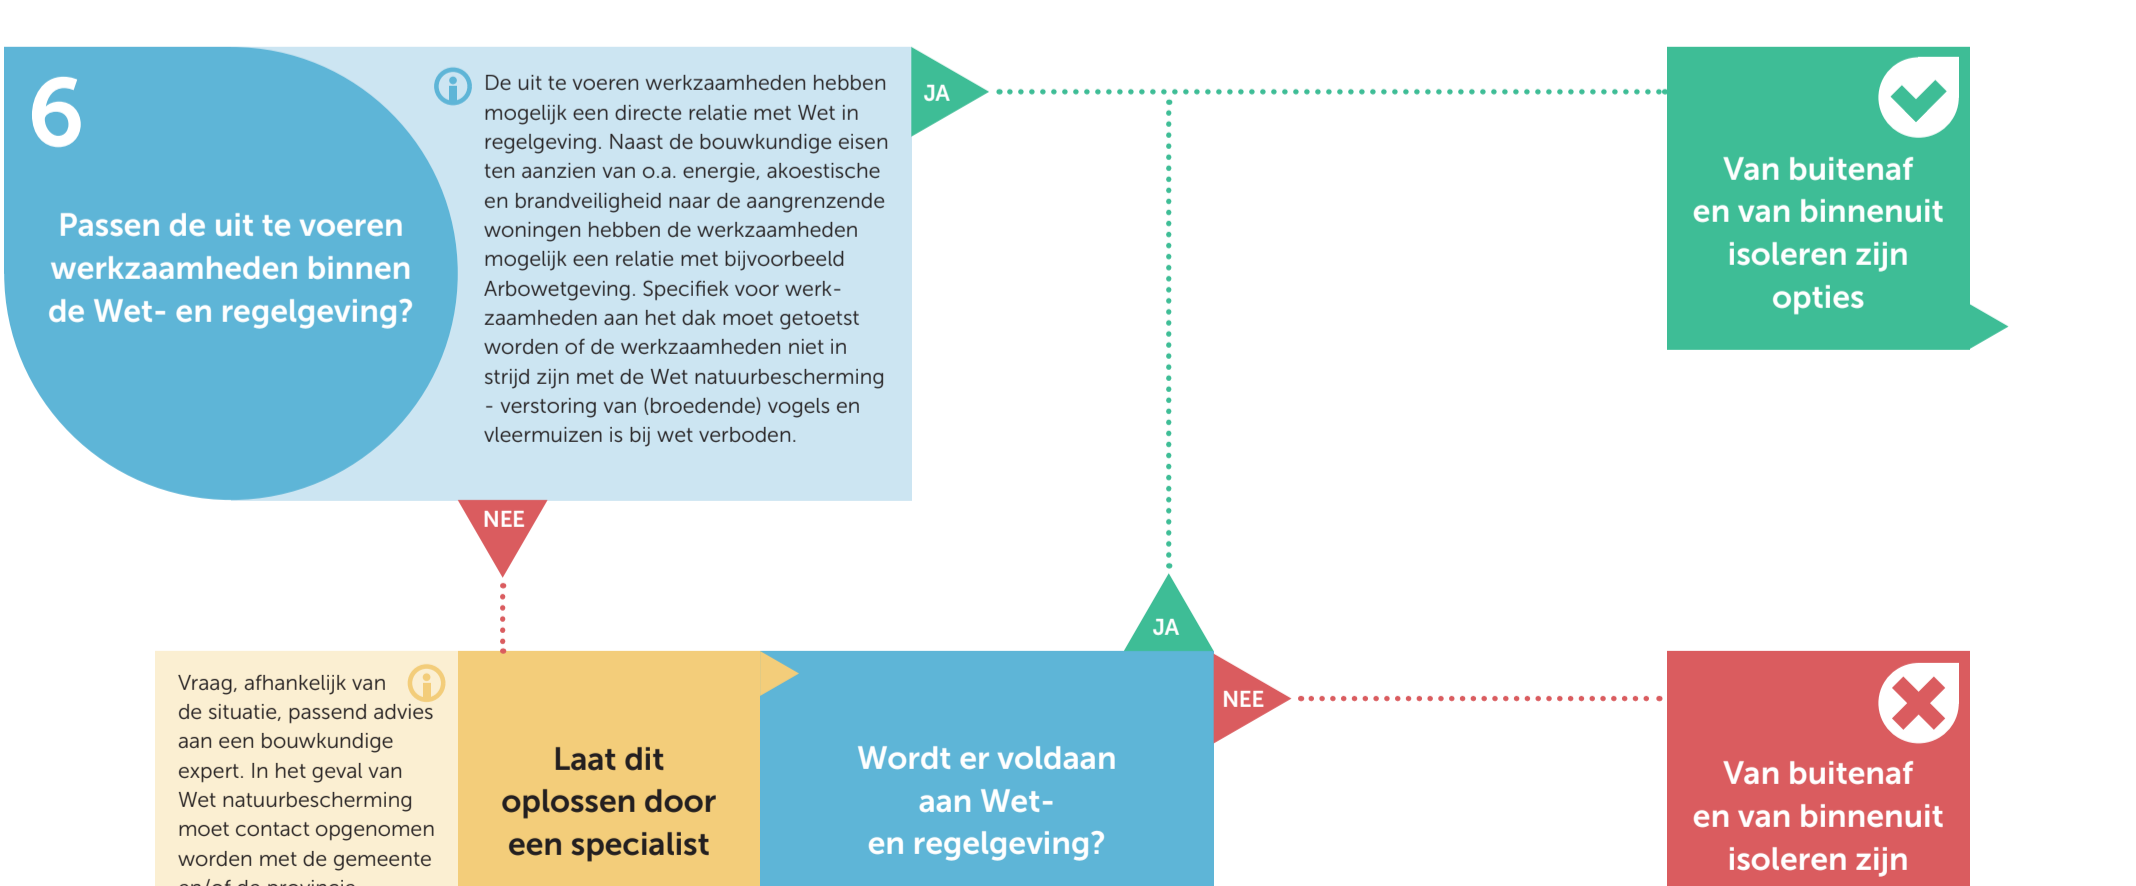 6
Passen de uit te voeren
werkzaamheden binnen
de Wet- en regelgeving?
De uit te voeren werkzaamheden hebben
mogelijk een directe relatie met Wet in
regelgeving. Naast de bouwkundige eisen
ten aanzien van o.a. energie, akoestische
en brandveiligheid naar de aangrenzende
woningen hebben de werkzaamheden
mogelijk een relatie met bijvoorbeeld
Arbowetgeving. Specifiek voor werk-
zaamheden aan het dak moet getoetst
worden of de werkzaamheden niet in
strijd zijn met de Wet natuurbescherming
- verstoring van (broedende) vogels en
vleermuizen is bij wet verboden.
JA
Van buitenaf
en van binnenuit
isoleren zijn
opties
NEE
JA
NEE
Vraag, afhankelijk van
de situatie, passend advies
aan een bouwkundige
expert. In het geval van
Wet natuurbescherming
moet contact opgenomen
worden met de gemeente
en/of de provincie
Laat dit
oplossen door
een specialist
Wordt er voldaan
aan Wet-
en regelgeving?
Van buitenaf
en van binnenuit
isoleren zijn